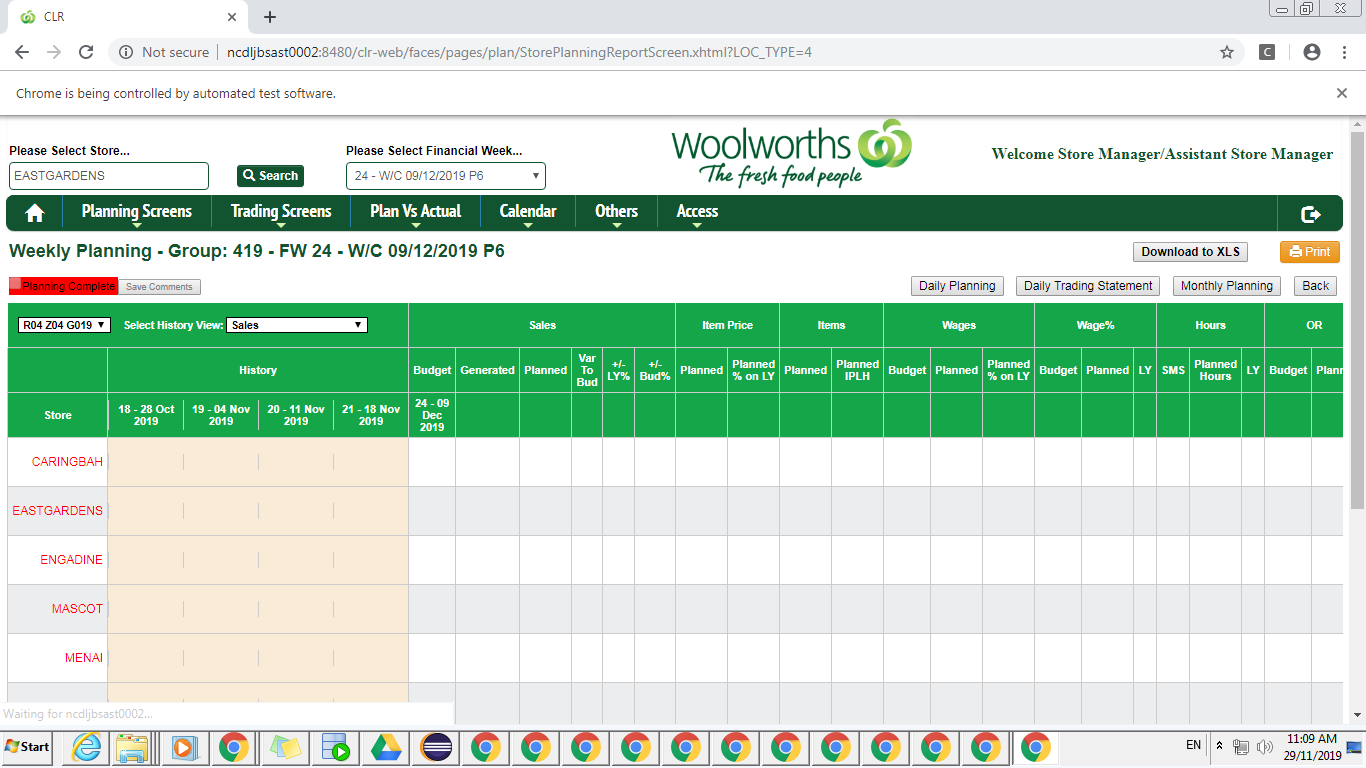 CLR
Not secure
ncdljbsast0002:8480/clr-web/faces/pages/plan/StorePlanningReportScreen.xhtml?LOC_TYPE=4
C
Chrome is being controlled by automated test software.
Please Select Store...
Please Select Financial Week...
EASTGARDENS
Search
24 - W/C 09/12/2019 P6
Woolworths
The fresh food people
Welcome Store Manager/Assistant Store Manager
Planning Screens
Trading Screens
Plan Vs Actual
Calendar
Others
Access
Weekly Planning - Group: 419 - FW 24 - W/C 09/12/2019 P6
Download to XLS
Print
Planning Complete
Save Comments
Daily Planning
Daily Trading Statement
Monthly Planning
Back
R04 Z04 G019
Select History View:
Sales
Sales
Item Price
Items
Wages
Wage%
Hours
OR
History
Budget
Generated
Planned
Var To Bud
+/- LY%
+/- Bud%
Planned
Planned % on LY
Planned
Planned IPLH
Budget
Planned
Planned % on LY
Budget
Planned
LY
SMS
Planned Hours
LY
Budget
Plann
Store
18 - 28 Oct 2019
19 - 04 Nov 2019
20 - 11 Nov 2019
21 - 18 Nov 2019
24 - 09 Dec 2019
CARINGBAH
EASTGARDENS
ENGADINE
MASCOT
MENAI
Waiting for ncdljbsast0002...
Start
EN
11:09 AM
29/11/2019